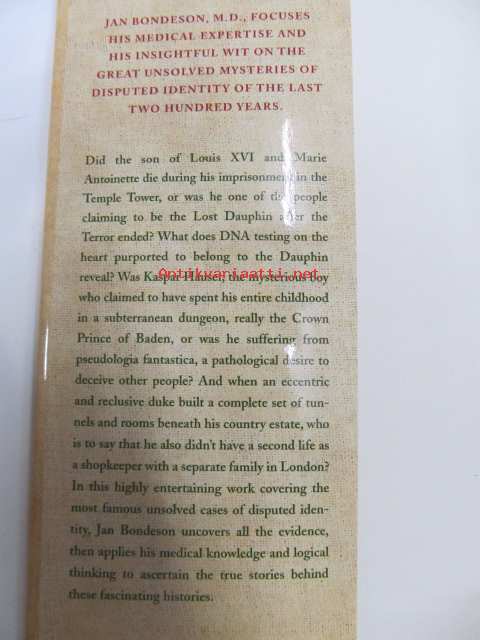 JAN BONDESON, M.D., FOCUSES
HIS MEDICAL EXPERTISE AND
HIS INSIGHTFUL WIT ON THE
GREAT UNSOLVED MYSTERIES OF
DISPUTED IDENTITY OF THE LAST
TWO HUNDRED YEARS.
Did the son of Louis XVI and Marie
Antoinette die during his imprisonment in the
Temple Tower, or was he one of the people
claiming to be the Lost Dauphin after the
Terror ended? What does DNA testing on the
heart purported to belong to the Dauphin
reveal? Was Kaspar Hauser, the mysterious boy
Antikvariaatti.net
who claimed to have spent his entire childhood
in a subterranean dungeon, really the Crown
Prince of Baden, or was he suffering from
pseudologia fantastica, a pathological desire to
deceive other people? And when an eccentric
and reclusive duke built a complete set of tun-
nels and rooms beneath his country estate, who
is to say that he also didn't have a second life as
a shopkeeper with a separate family in London?
In this highly entertaining work covering the
most famous unsolved cases of disputed iden-
tity, Jan Bondeson uncovers all the evidence,
then applies his medical knowledge and logical
thinking to ascertain the true stories behind
these fascinating histories.